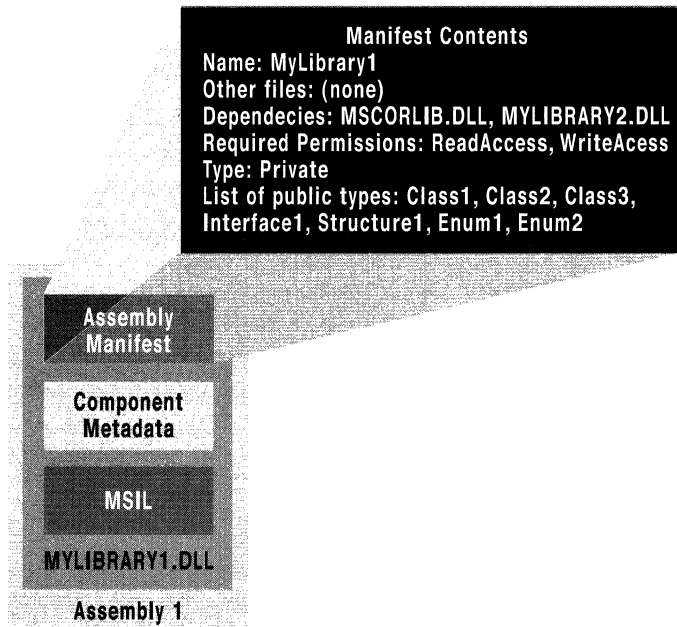 Manifest Contents
Name: MyLibrary1
Other files: (none)
Dependecies: MSCORLIB.DLL, MYLIBRARY2.DLL
Required Permissions: ReadAccess, WriteAcess
Type: Private
List of public types: Class1, Class2, Class3,
Interface1, Structure1, Enum1, Enum2
Assembly
Manifest
Component
Metadata
MSIL
MYLIBRARY1.DLL
Assembly 1